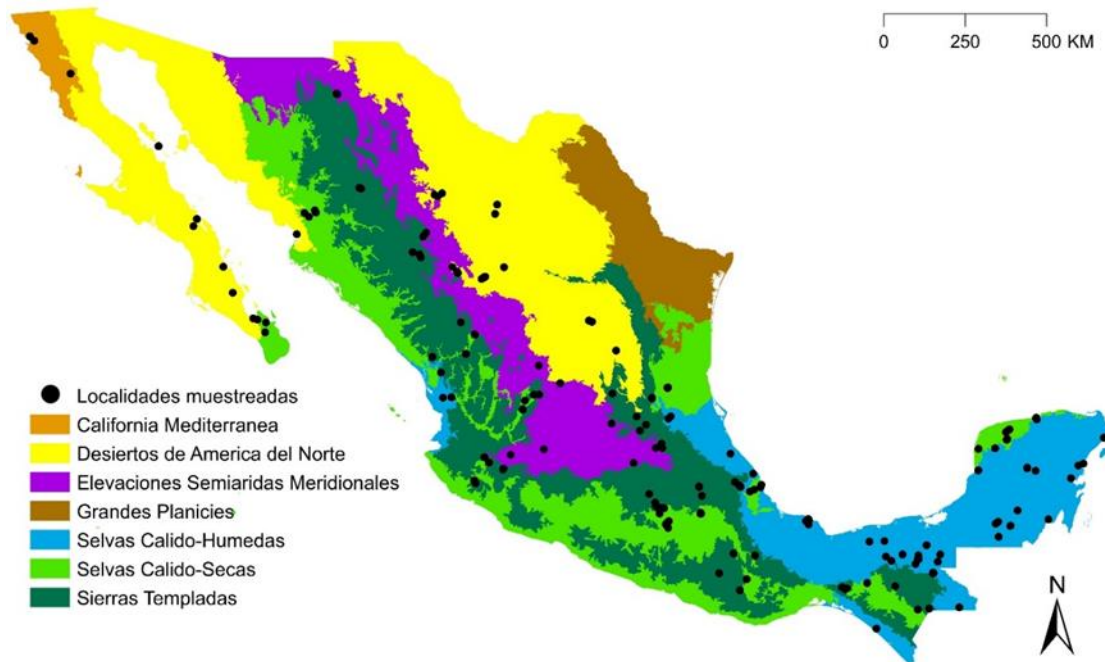 0 250 500 KM
Localidades muestreadas
California Mediterranea
Desiertos de America del Norte
Elevaciones Semiaridas Meridionales
Grandes Planicies
Selvas Calido-Humedas
Selvas Calido-Secas
Sierras Templadas
N